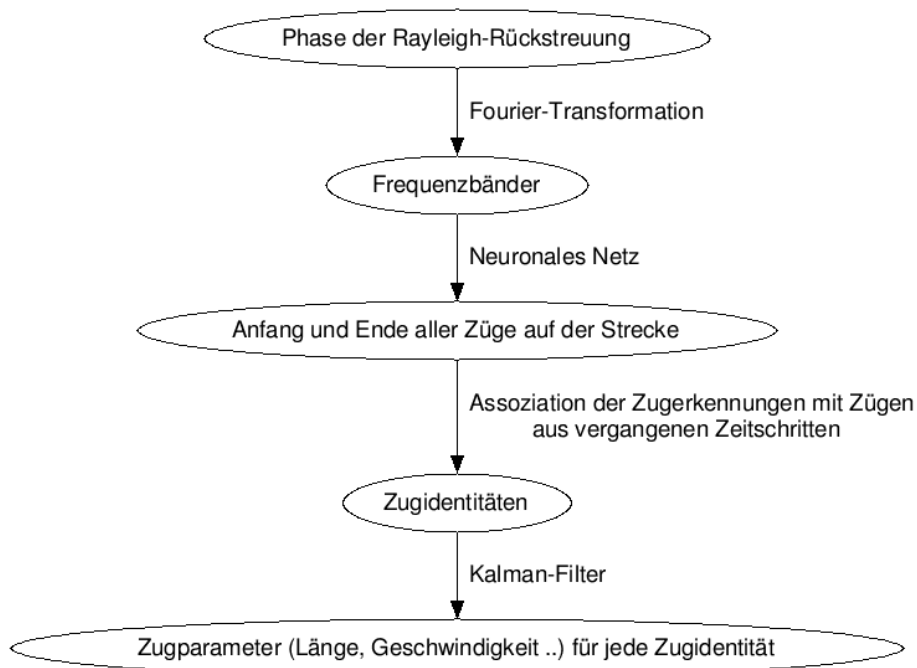 Phase der Rayleigh-Rückstreuung
Fourier-Transformation
Frequenzbänder
Neuronales Netz
Anfang und Ende aller Züge auf der Strecke
Assoziation der Zugerkennungen mit Zügen
aus vergangenen Zeitschritten
Zugidentitäten
Kalman-Filter
Zugparameter (Länge, Geschwindigkeit ..) für jede Zugidentität